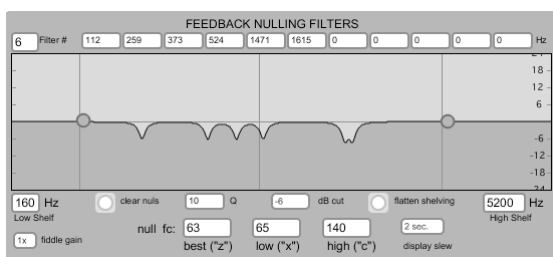 FEEDBACK NULLING FILTERS
6 Filter # 112 259 373 524 1471 1615 0 0 0 0 0 Hz
24
18
12
6
-6
-12
-18
24
160 Hz clear nuls 10 Q -6 dB cut flatten shelving 5200 Hz
Low Shelf High Shelf
null fc: 63 65 140 2 sec.
1x fiddle gain best ("z") low ("x") high ("c") display slew